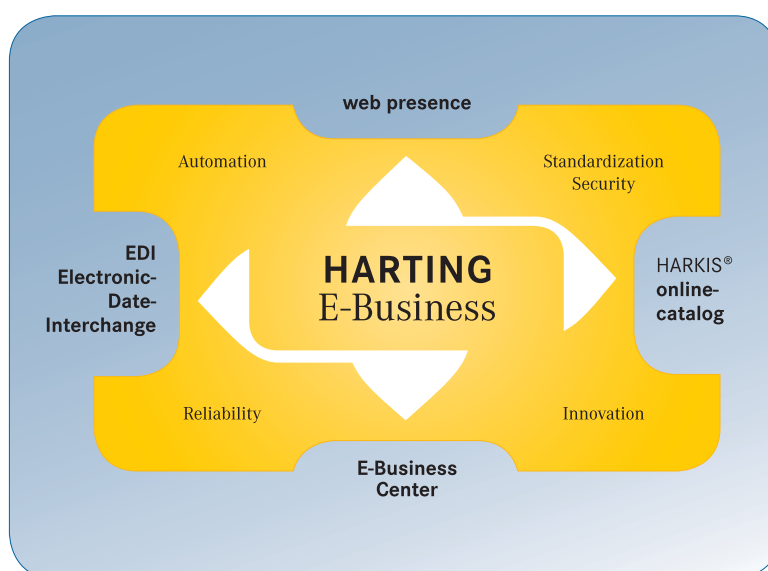 web presence
Automation
Standardization
Security
EDI
Electronic-
Date-
Interchange
HARTING
E-Business
HARKIS®
online-
catalog
Reliability
Innovation
E-Business
Center